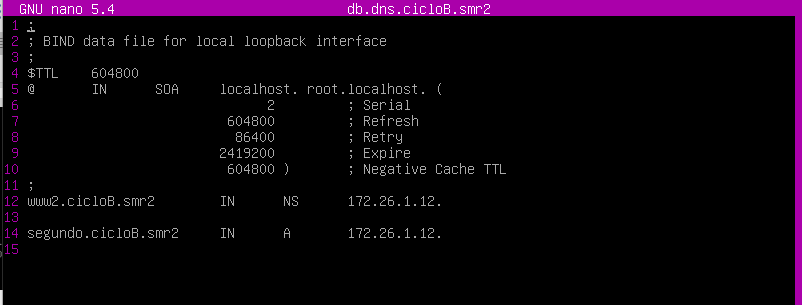 GNU nano 5.4 db.dns.cicloB.smr2
1 ;
2 ; BIND data file for local loopback interface
3 ;
4 $TTL 604800
5 @ IN SOA localhost. root.localhost. (
6 2 ; Serial
7 604800 ; Refresh
8 86400 ; Retry
9 2419200 ; Expire
10 604800 ) ; Negative Cache TTL
11 ;
12 www2.cicloB.smr2 IN NS 172.26.1.12.
13
14 segundo.cicloB.smr2 IN A 172.26.1.12.
15